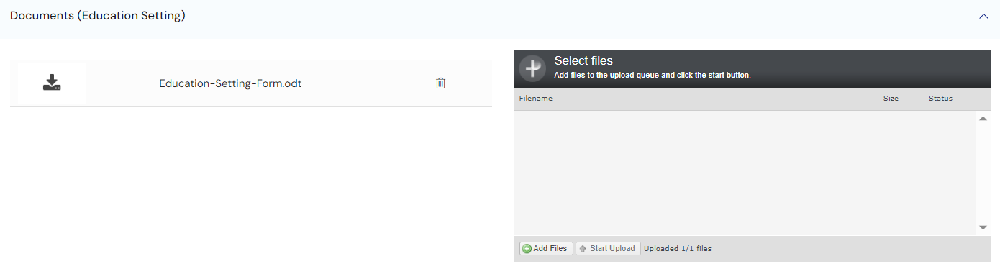 Documents (Education Setting)
Education-Setting-Form.odt
Select files
Add files to the upload queue and click the start button.
Filename Size Status
Add Files Start Upload Uploaded 1/1 files